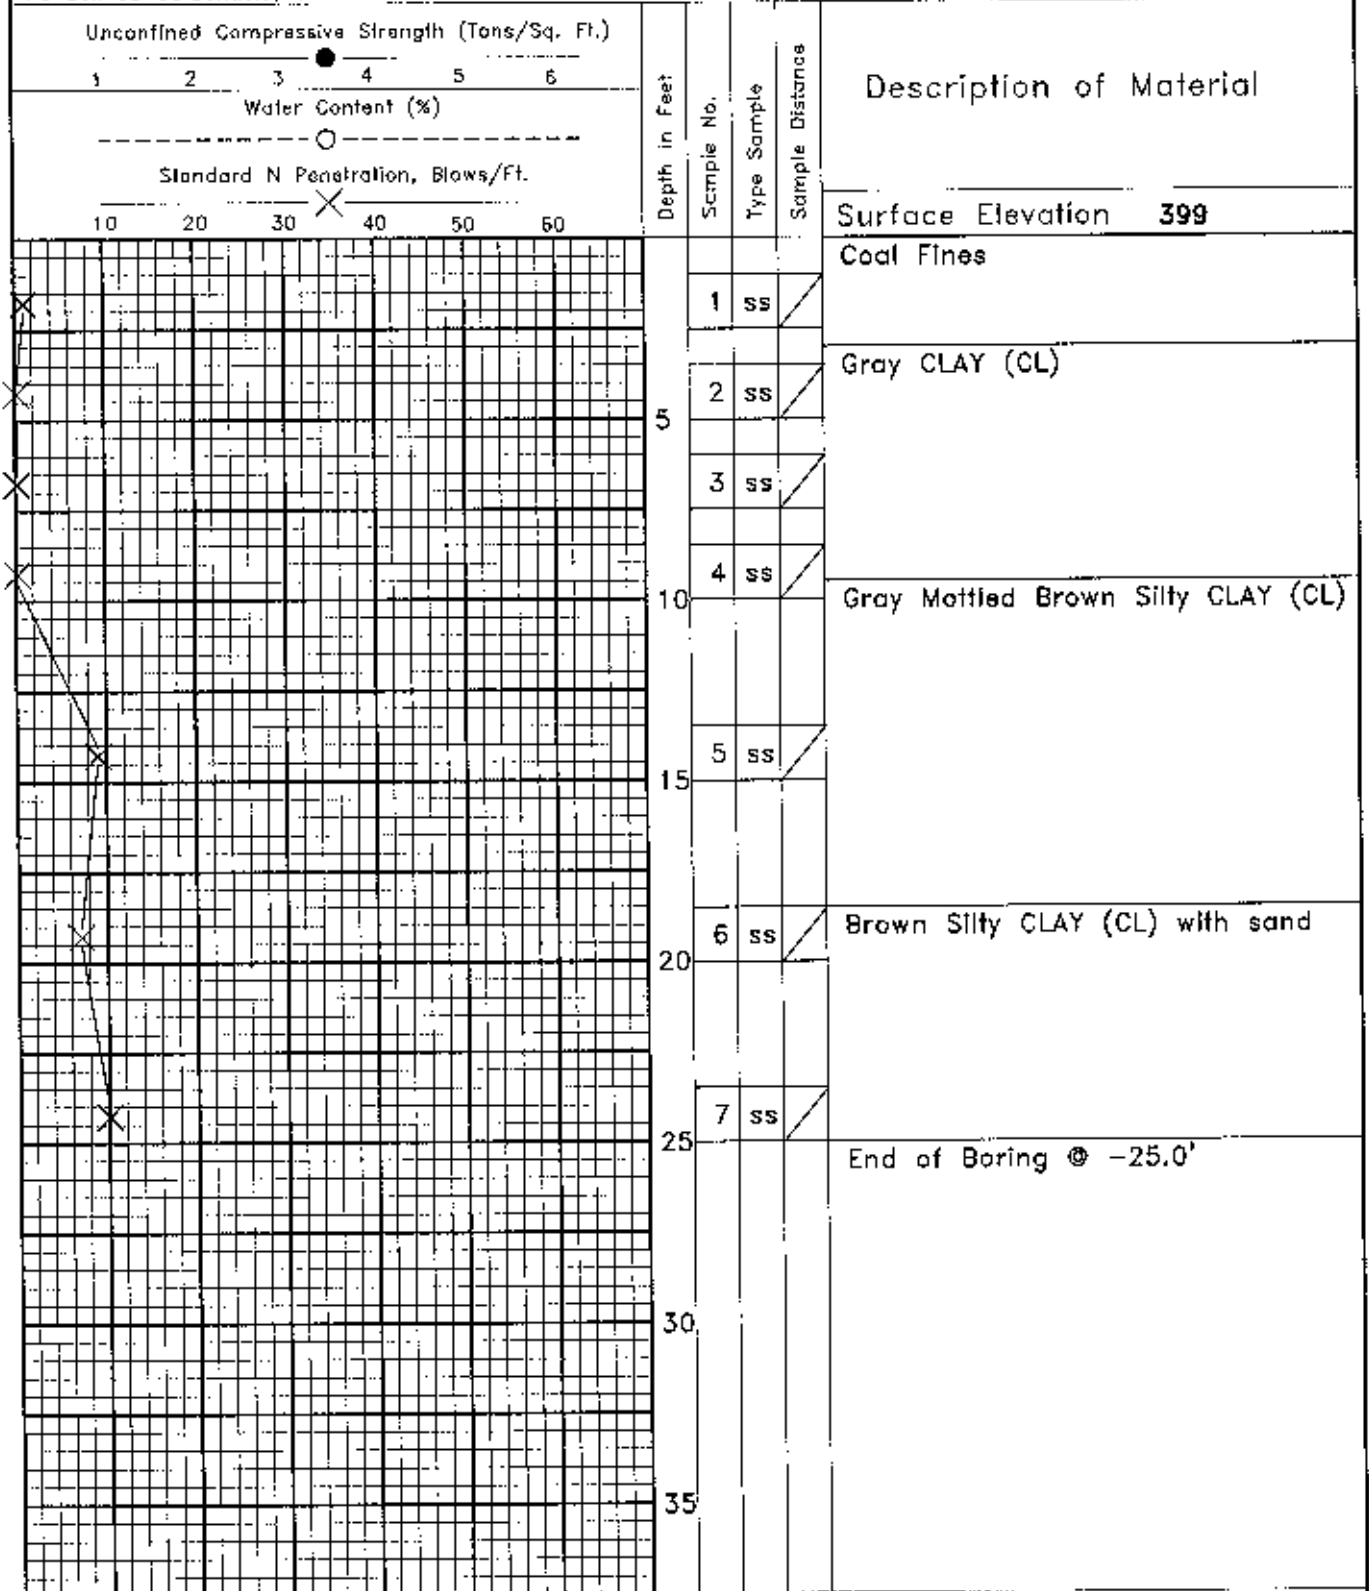 Unconfined Compressive Strength (Tons/Sq. Ft.)
1 2 3 4 5 6
Water Content (%)
Standard N Penetration, Blows/Ft.
10 20 30 40 50 60
Depth in Feet
Sample No.
Type Sample
Sample Distance
Description of Material
Surface Elevation 399
Coal Fines
1 ss
Gray CLAY (CL)
2 ss
5
3 ss
4 ss
10
Gray Mottled Brown Silty CLAY (CL)
5 ss
15
6 ss
Brown Silty CLAY (CL) with sand
20
7 ss
25
End of Boring @ -25.0'
30
35